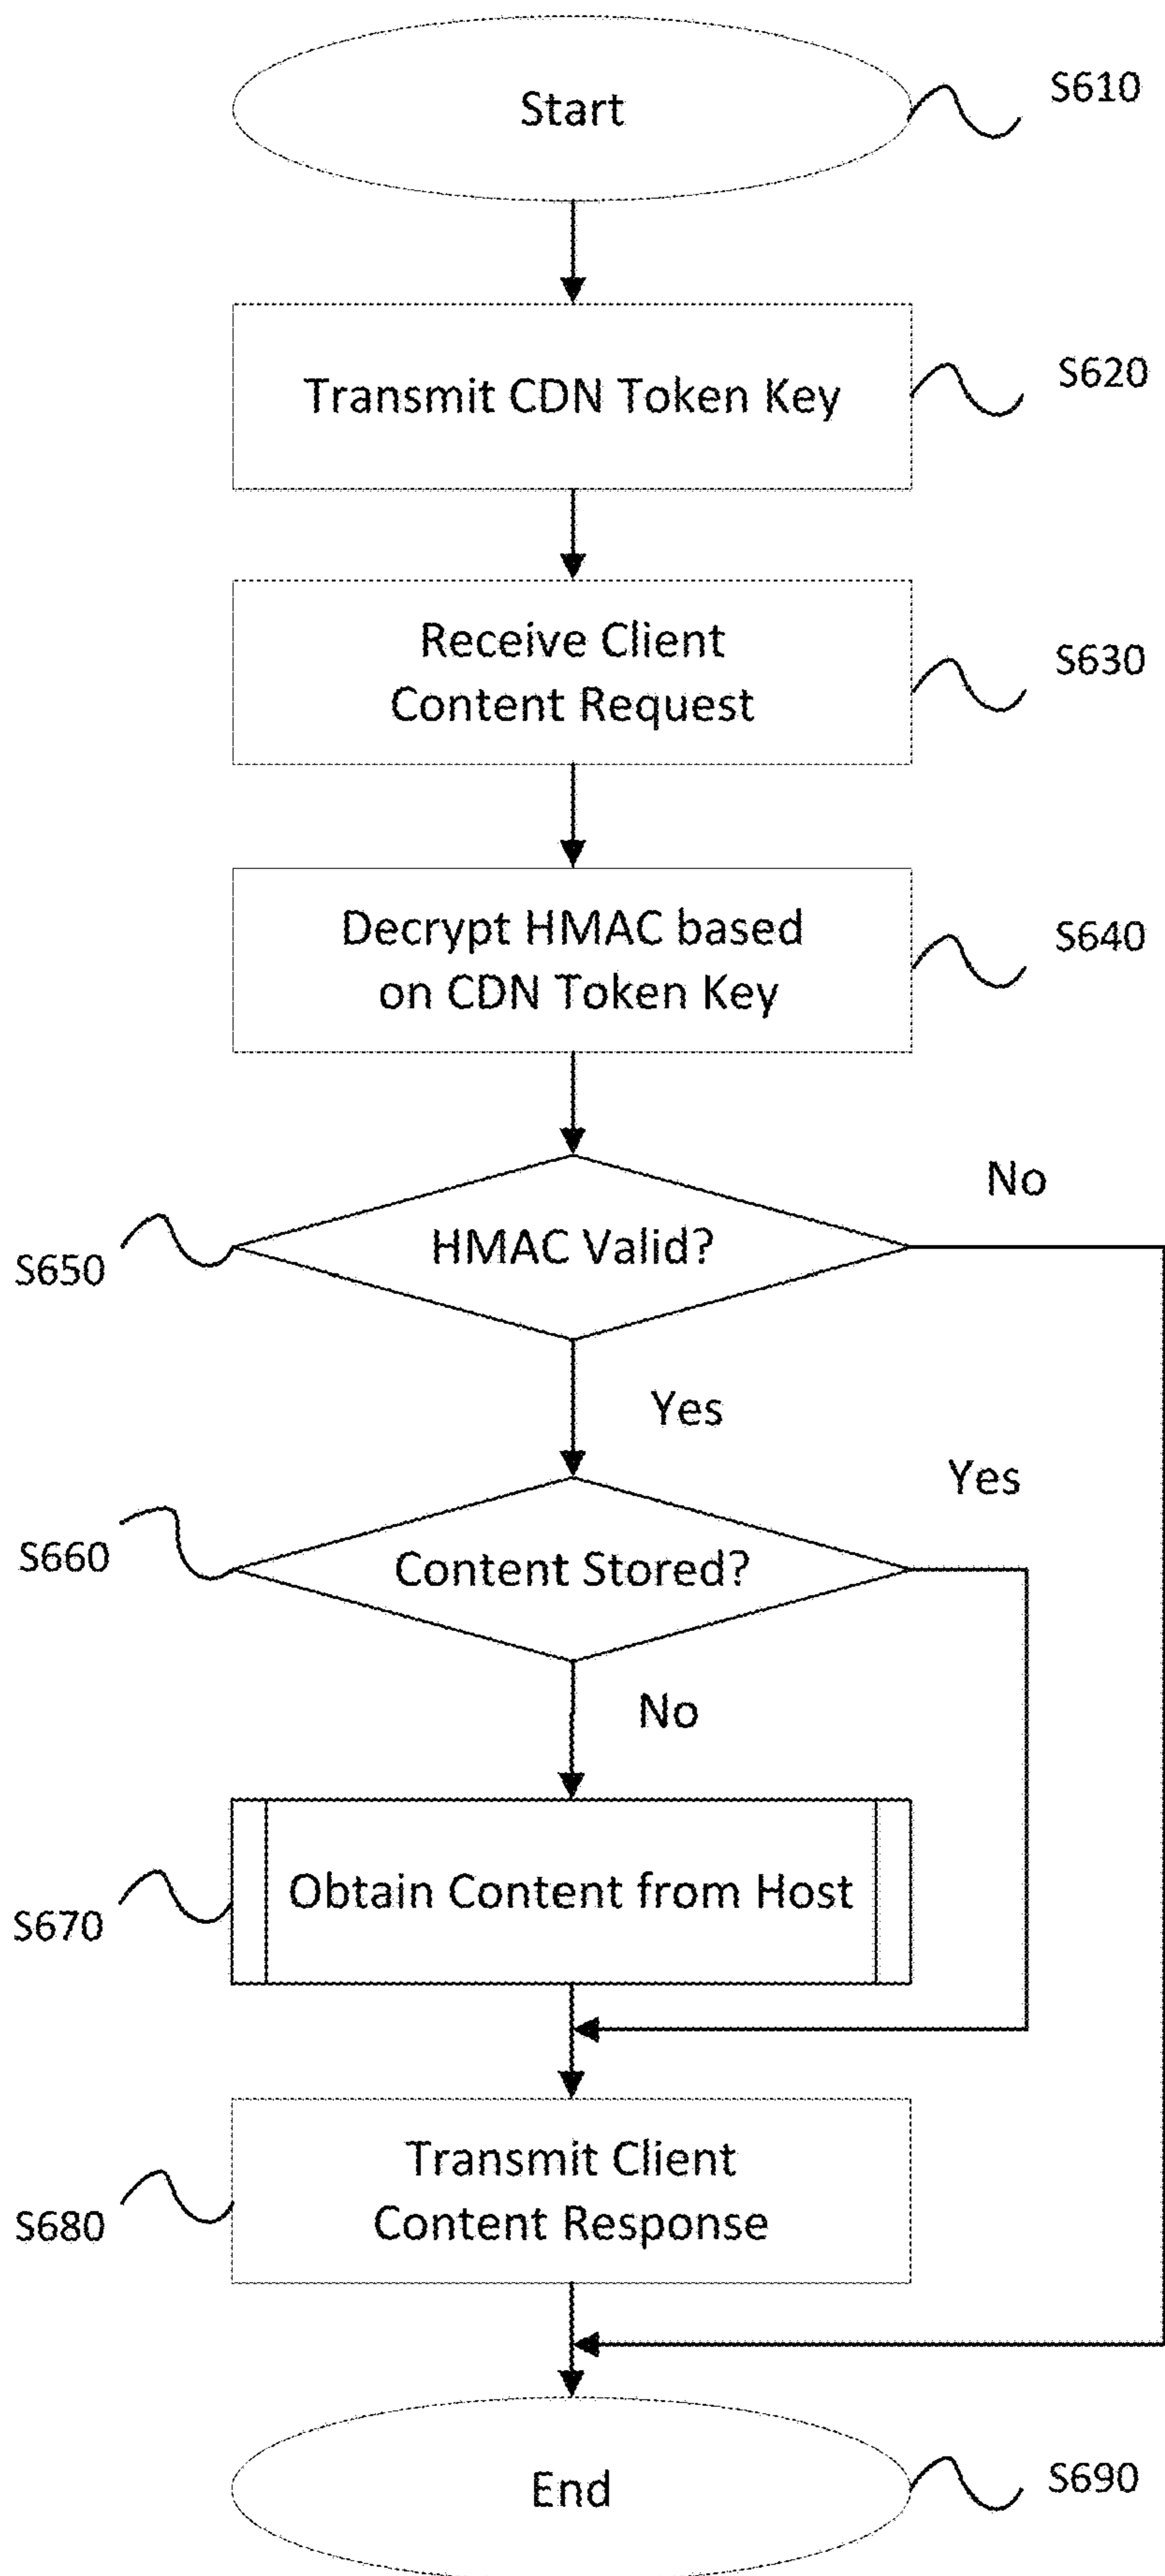 Start
S610
Transmit CDN Token Key
S620
Receive Client
Content Request
S630
Decrypt HMAC based
on CDN Token Key
S640
No
HMAC Valid?
S650
Yes
Yes
S660
Content Stored?
No
Obtain Content from Host
S670
Transmit Client
Content Response
S680
End
S690